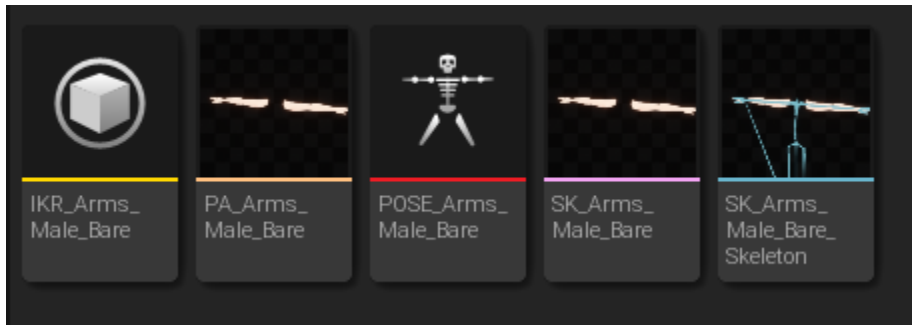 IKR_Arms_
Male_Bare
PA_Arms_
Male_Bare
POSE_Arms_
Male_Bare
SK_Arms_
Male_Bare
SK_Arms_
Male_Bare_
Skeleton